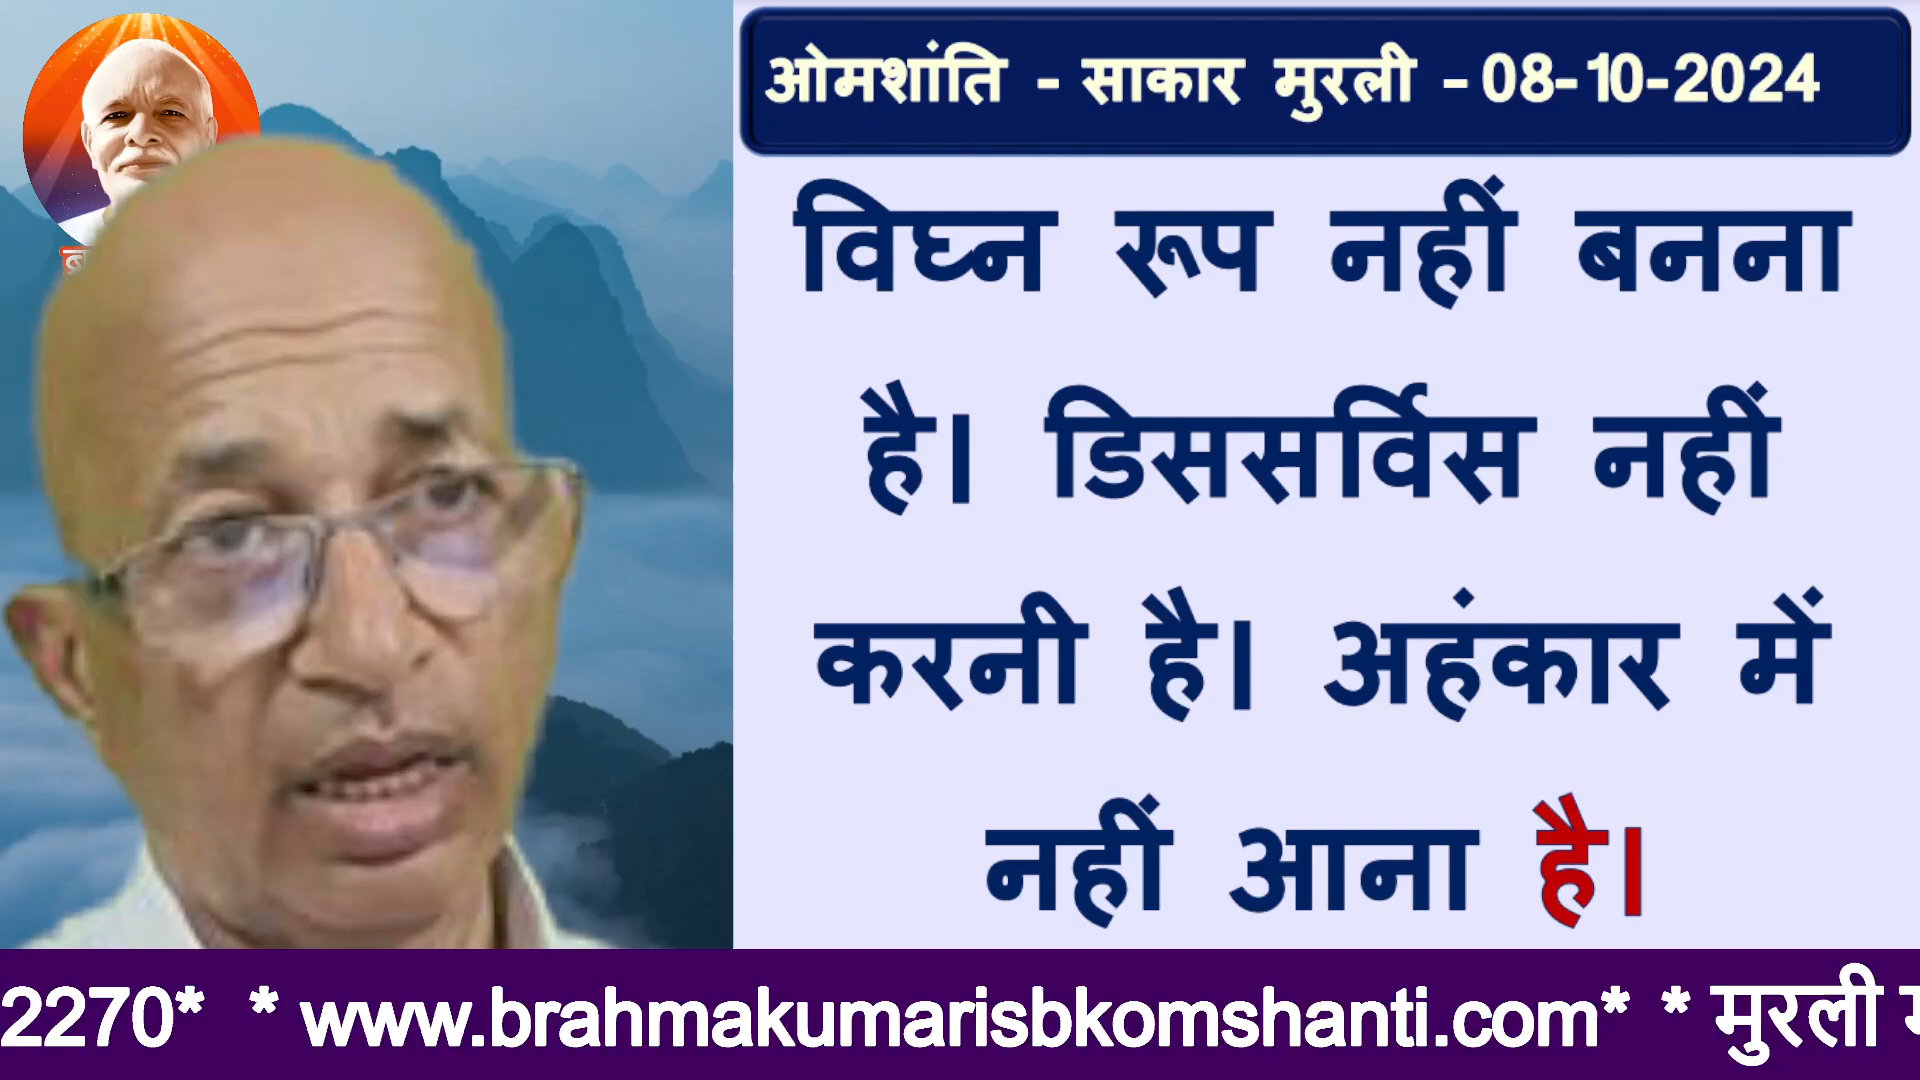 ओमशांति - साकार मुरली - 08-10-2024
विघ्न रूप नहीं बनना
है। डिससर्विस नहीं
करनी है। अहंकार में
नहीं आना है।
2270* * www.brahmakumarisbkomshanti.com* * मुरली